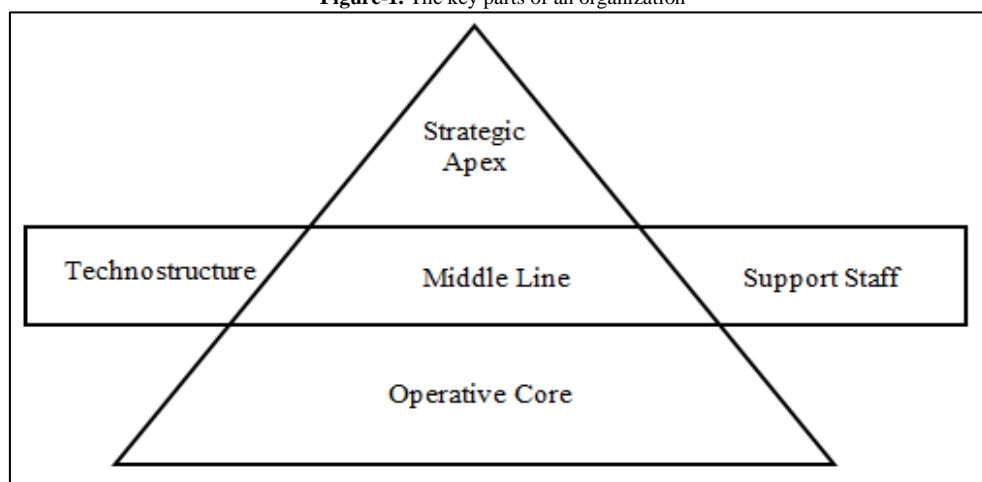 Figure-1. The key parts of an organization
Strategic
Apex
Technostructure
Middle Line
Support Staff
Operative Core